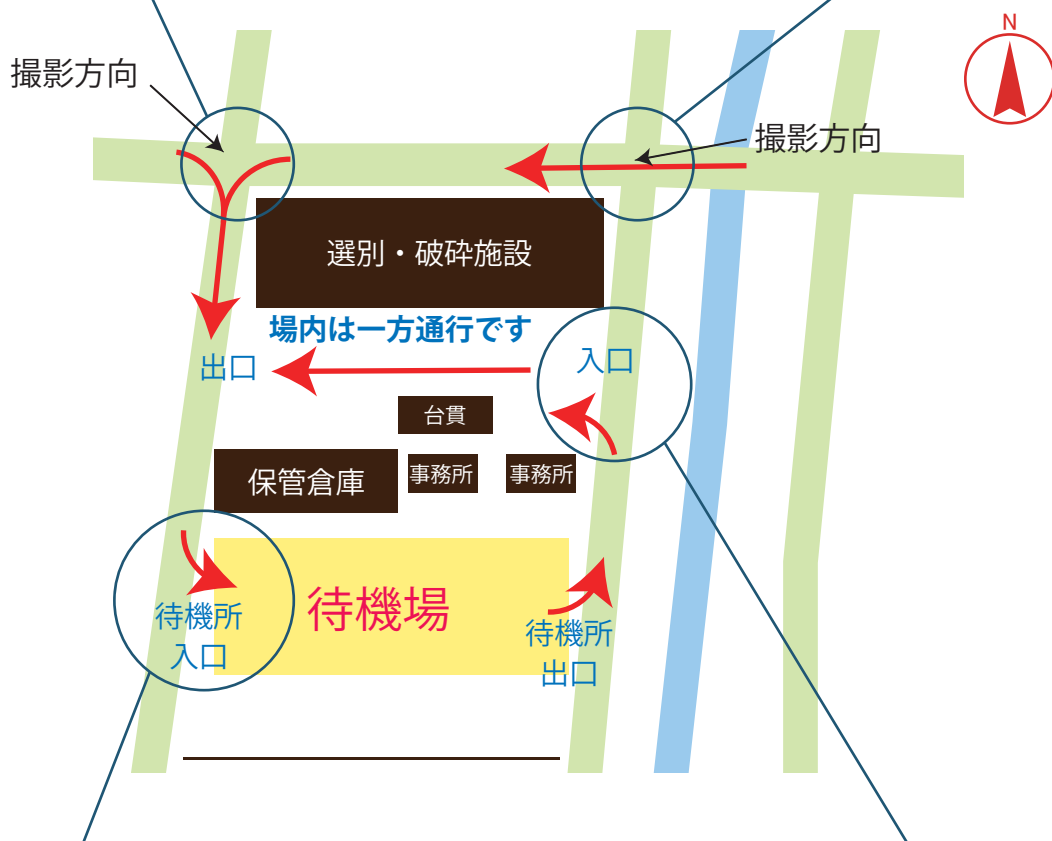 N
撮影方向
撮影方向
選別・破砕施設
場内は一方通行です
出口
入口
台貫
保管倉庫
事務所
事務所
待機場
待機所
入口
待機所
出口